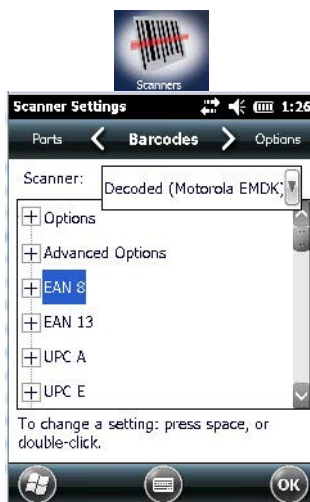 Scanners
Scanner Settings 1:26
Parts Barcodes Options
Scanner: Decoded (Motorola EMDK)
Options
Advanced Options
EAN 8
EAN 13
UPC A
UPC E
To change a setting: press space, or
double-click.
OK